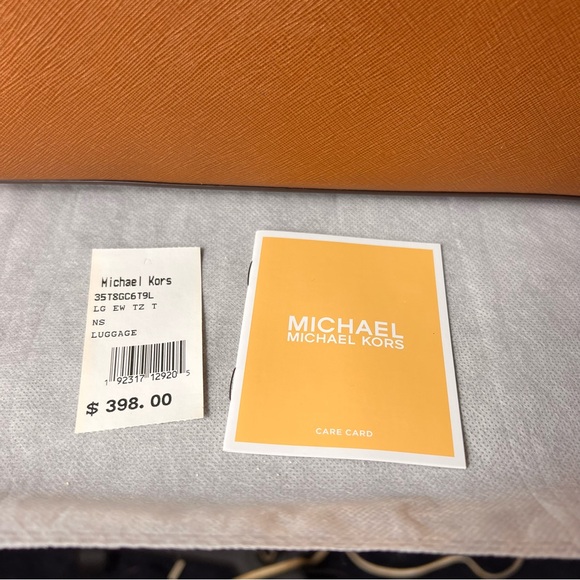 Michael Kors
35T8GC6T9L
LG EW TZ T
NS
LUGGAGE
1 92317 12920 5
$ 398.00
MICHAEL
MICHAEL KORS
CARE CARD